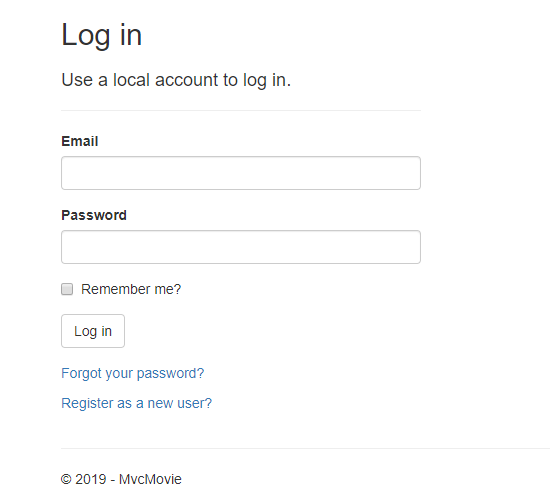 Log in
Use a local account to log in.
Email
Password
Remember me?
Log in
Forgot your password?
Register as a new user?
© 2019 - MvcMovie